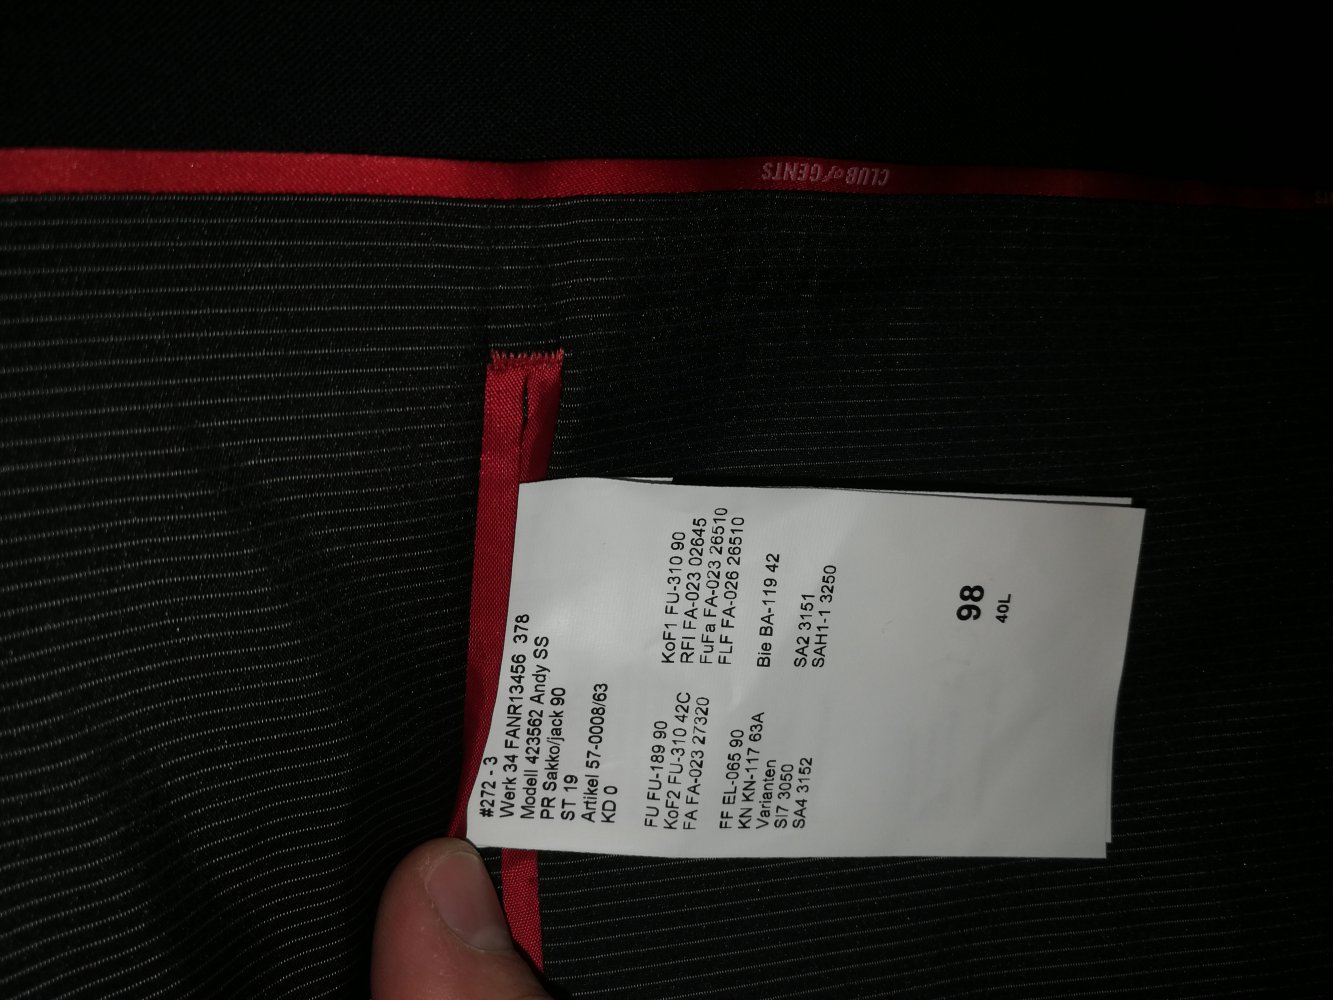 CLUB of GENTS
#272 - 3
Werk 34 FANR13456 378
Modell 423562 Andy SS
PR Sakko/jack 90
ST 19
Artikel 57-0008/63
KD 0
FU FU-189 90
KoF2 FU-310 42C KoF1 FU-310 90
FA FA-023 27320 RFI FA-023 02645
FuFa FA-023 26510
FF EL-065 90 FLF FA-026 26510
KN KN-117 63A
Varianten Bie BA-119 42
SI7 3050
SA4 3152 SA2 3151
SAH1-1 3250
98
40L